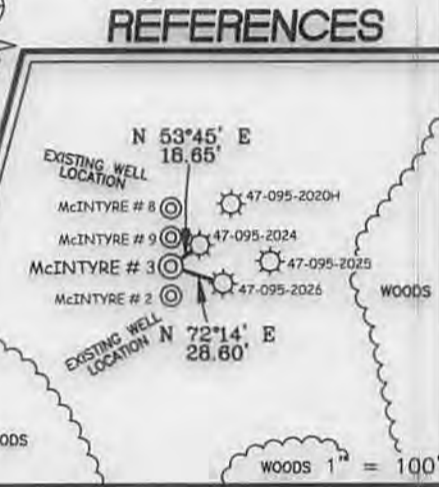 REFERENCES
N 53°45' E
18.65'
EXISTING WELL
LOCATION
McINTYRE # 8
47-095-2020H
McINTYRE # 9
47-095-2024
McINTYRE # 3
47-095-2025
McINTYRE # 2
47-095-2026
WOODS
EXISTING WELL
LOCATION
N 72°14' E
28.60'
ODS
WOODS
1" = 100'